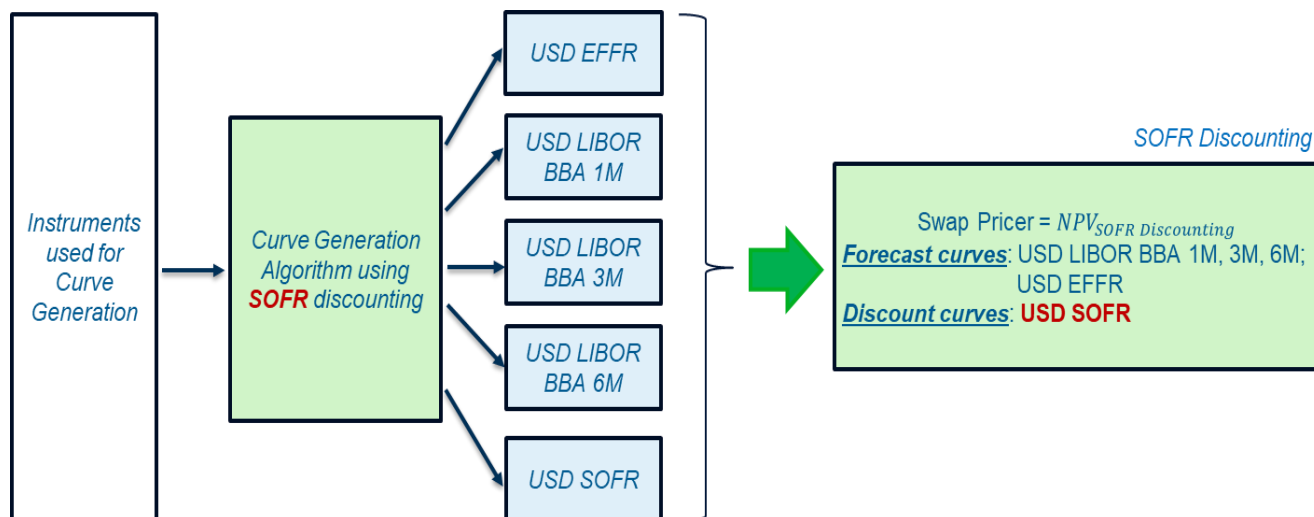 Instruments
used for
Curve
Generation
Curve Generation
Algorithm using
SOFR discounting
USD EFFR
USD LIBOR
BBA 1M
USD LIBOR
BBA 3M
USD LIBOR
BBA 6M
USD SOFR
SOFR Discounting
Swap Pricer = NPV SOFR Discounting
Forecast curves: USD LIBOR BBA 1M, 3M, 6M;
USD EFFR
Discount curves: USD SOFR